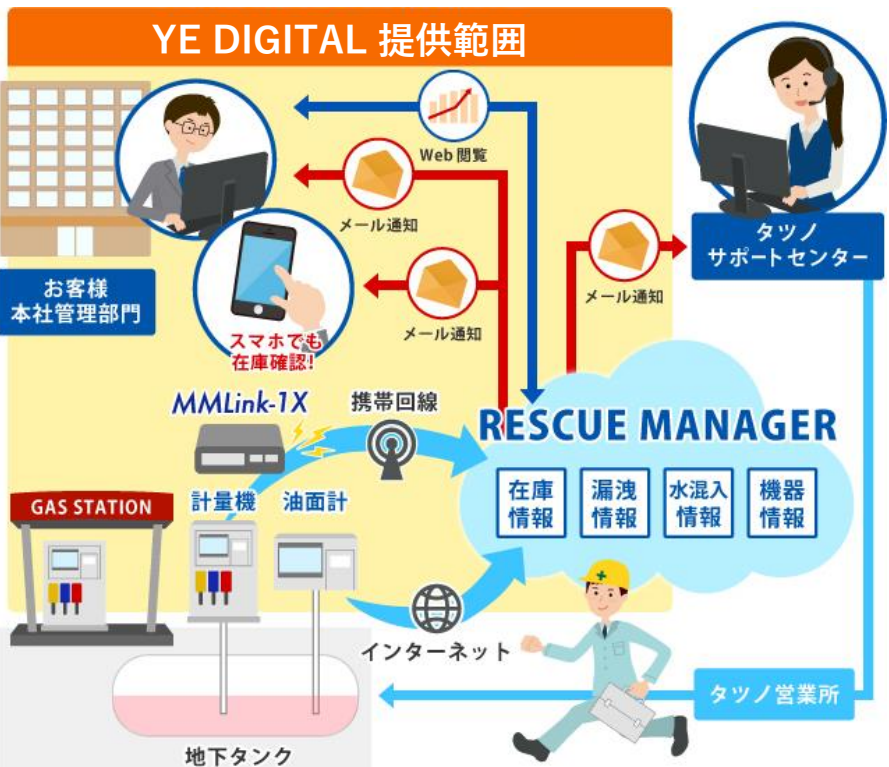 YE DIGITAL 提供範囲
Web 閲覧
メール通知
お客様
本社管理部門
スマホでも
在庫確認!
メール通知
メール通知
タツノ
サポートセンター
MMLink-1X
携帯回線
RESCUE MANAGER
在庫
情報
漏洩
情報
水混入
情報
機器
情報
GAS STATION
計量機
油面計
インターネット
タツノ営業所
地下タンク